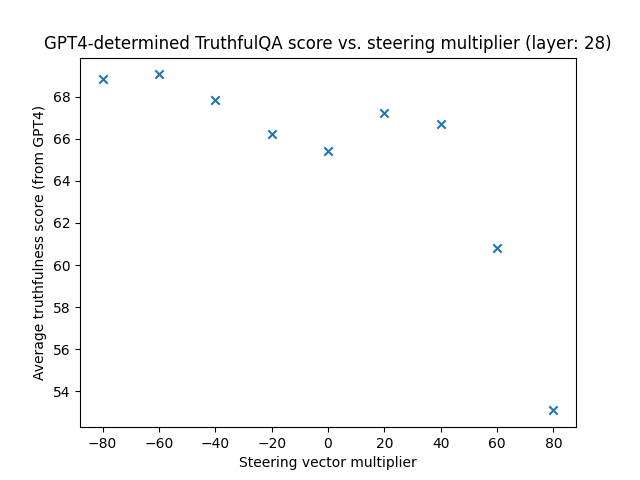 GPT4-determined TruthfulQA score vs. steering multiplier (layer: 28)
Average truthfulness score (from GPT4)
68
66
64
62
60
58
56
54
−80 −60 −40 −20 0 20 40 60 80
Steering vector multiplier